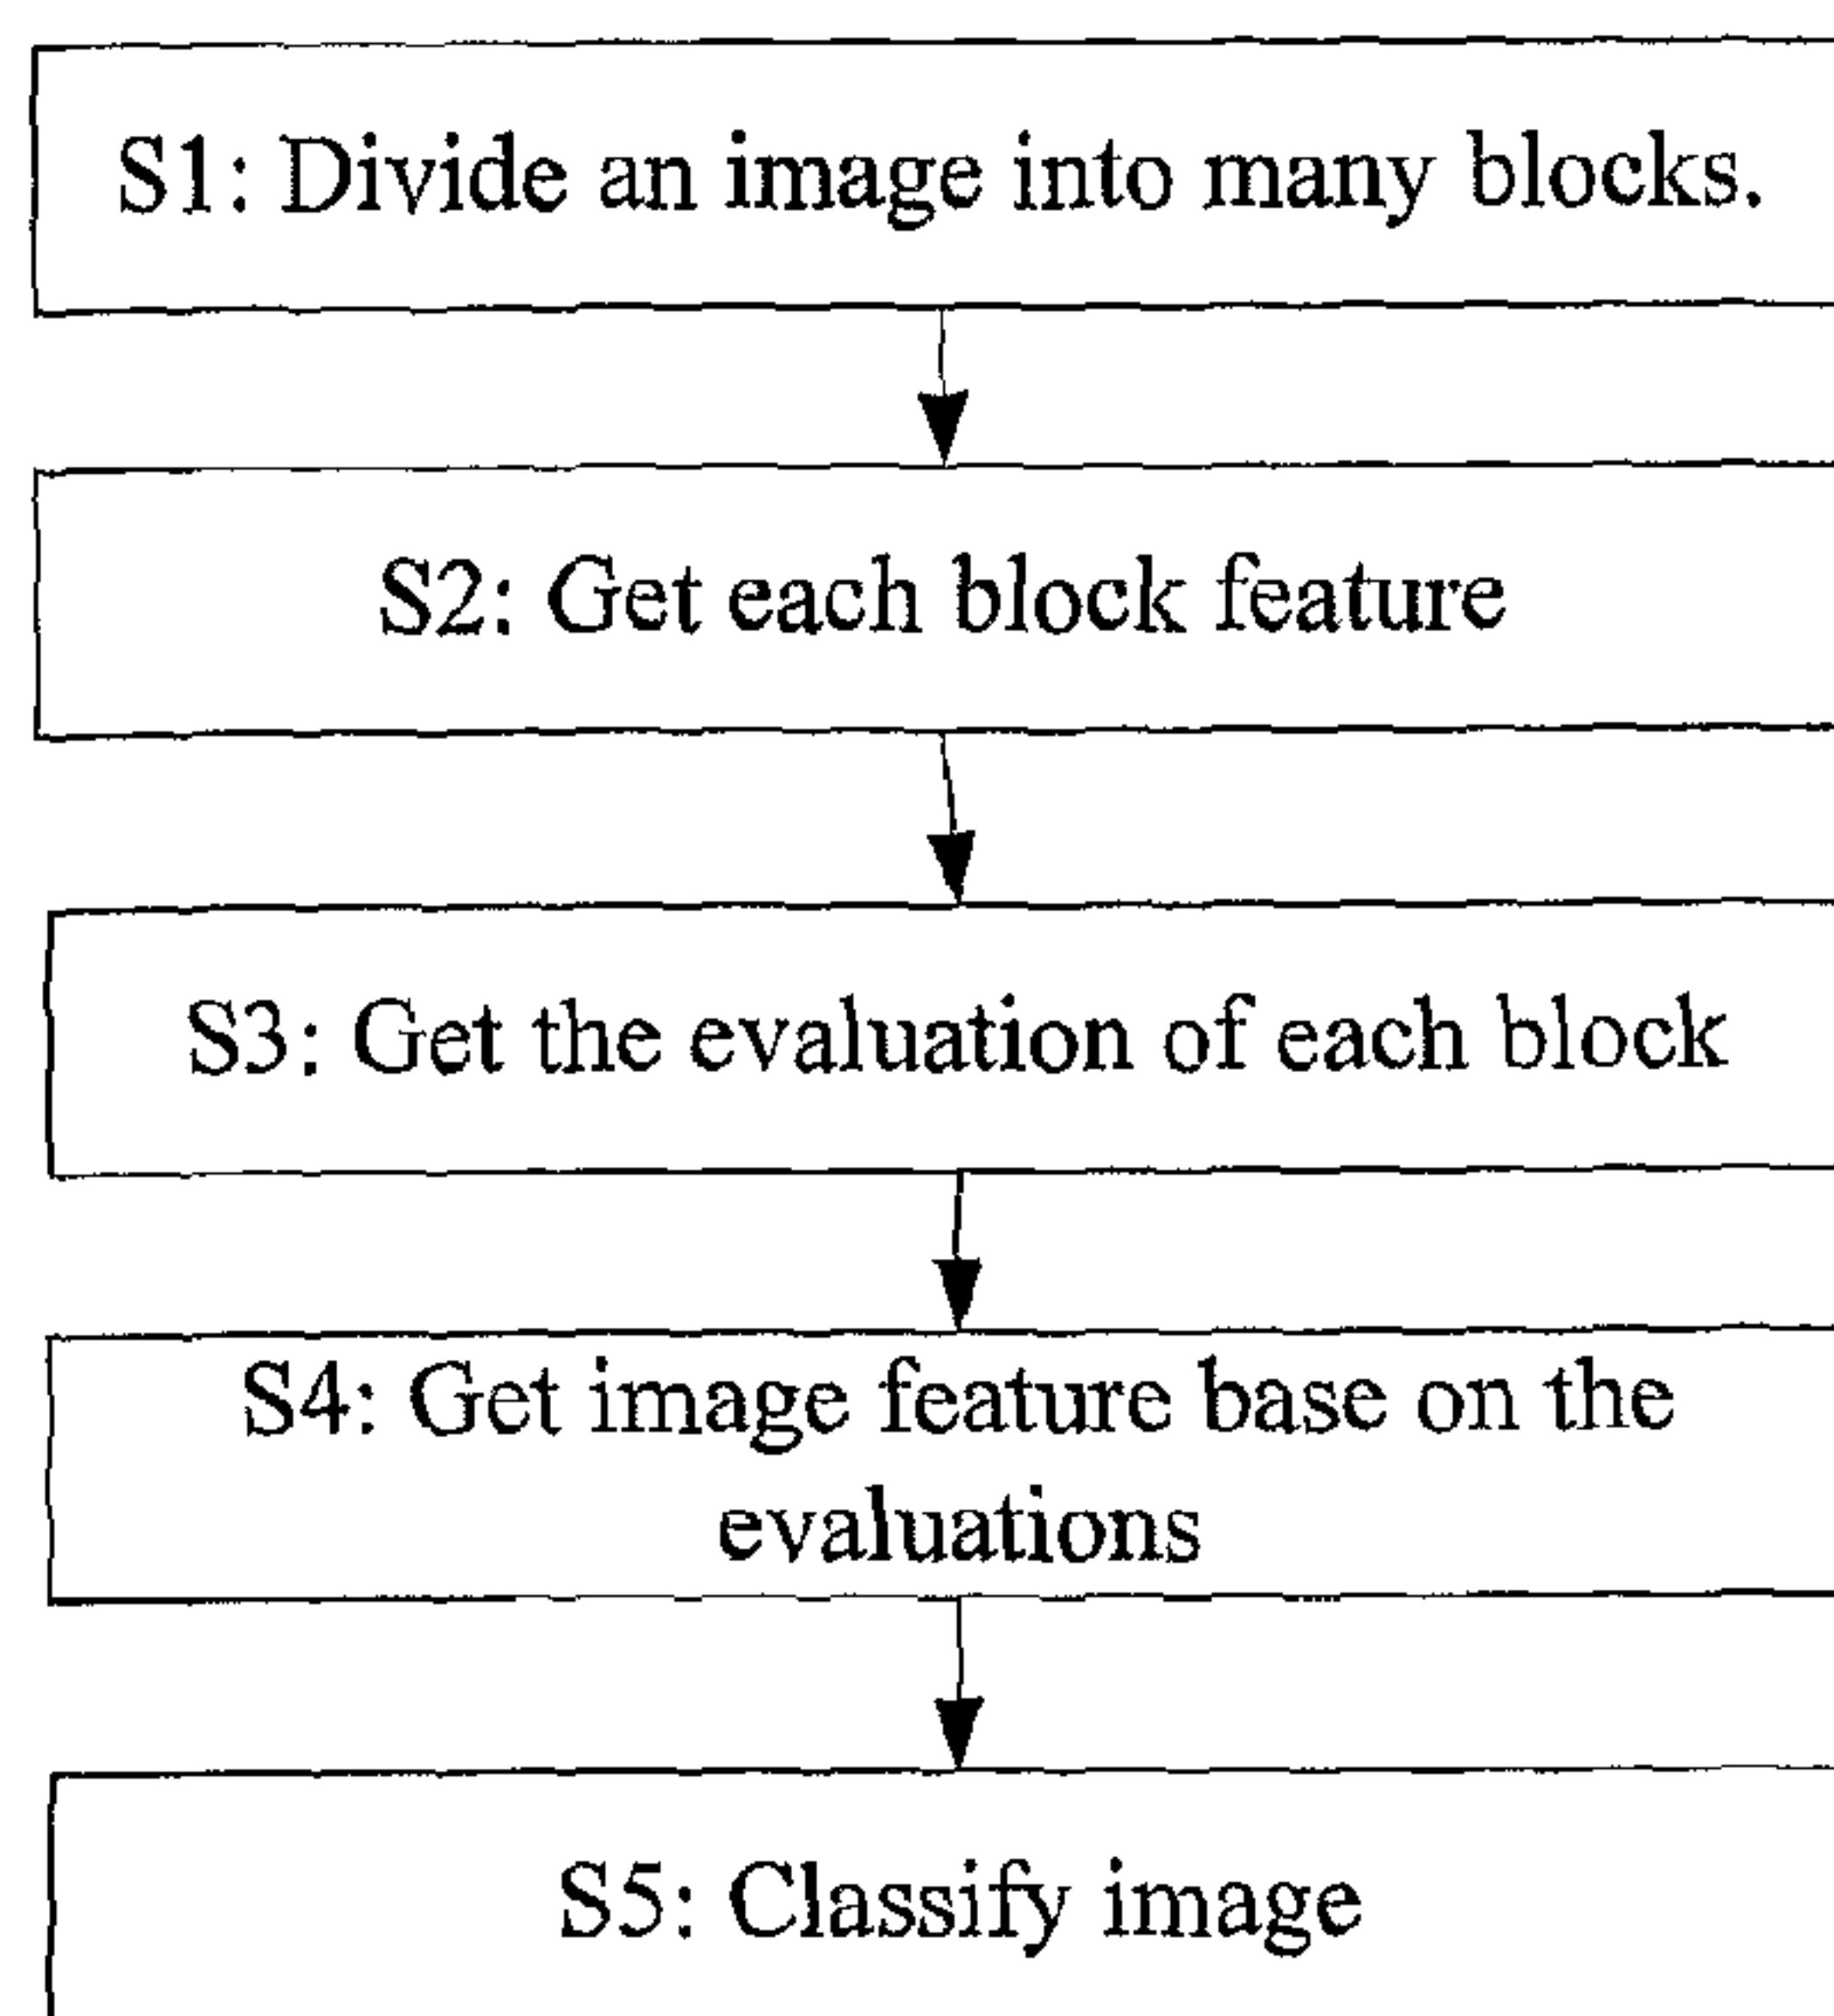 S1: Divide an image into many blocks.
S2: Get each block feature
S3: Get the evaluation of each block
S4: Get image feature base on the
evaluations
S5: Classify image